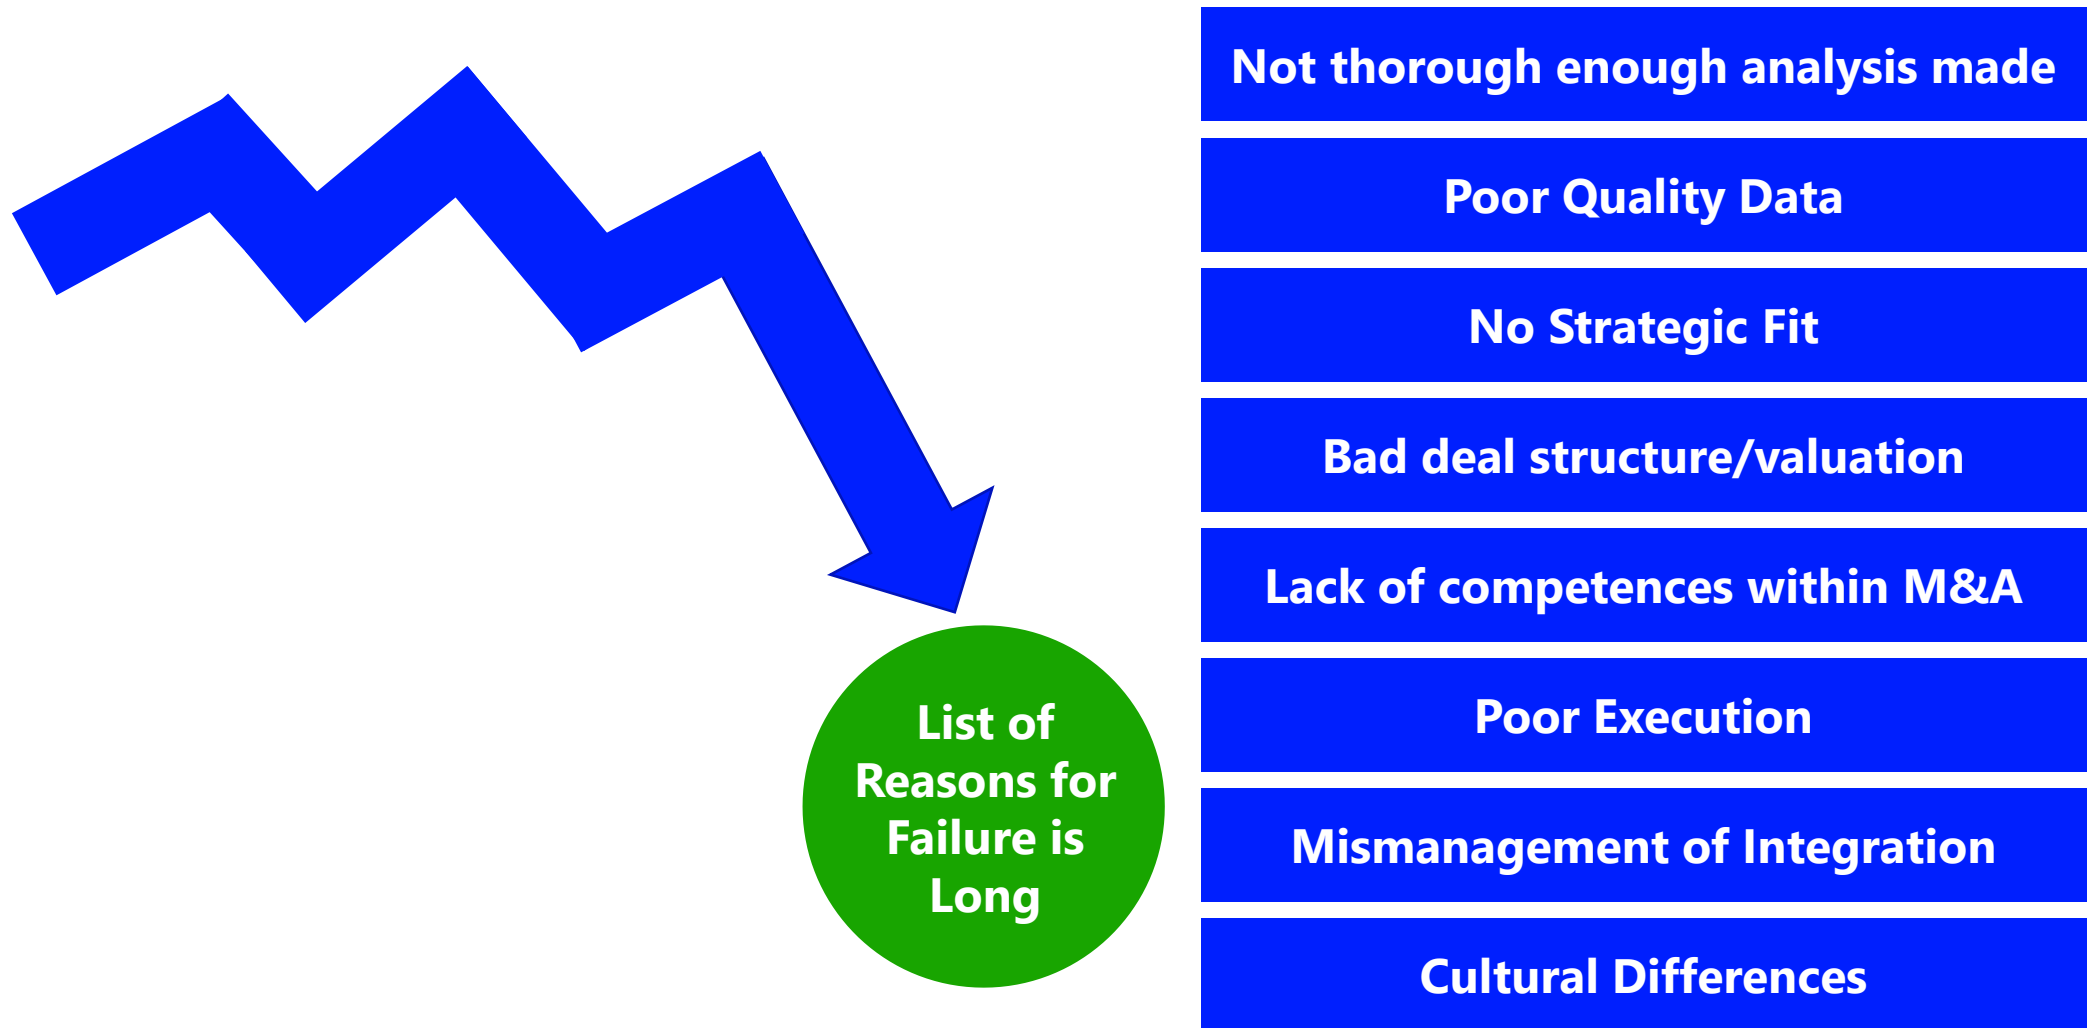 Not thorough enough analysis made
Poor Quality Data
No Strategic Fit
Bad deal structure/valuation
Lack of competences within M&A
Poor Execution
Mismanagement of Integration
Cultural Differences
List of
Reasons for
Failure is
Long